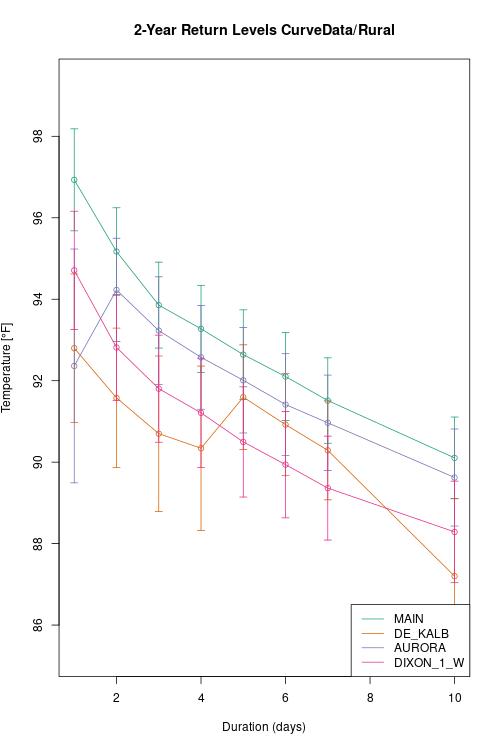 2-Year Return Levels CurveData/Rural
Temperature [°F]
98
96
94
92
90
88
86
2 4 6 8 10
Duration (days)
MAIN
DE_KALB
AURORA
DIXON_1_W